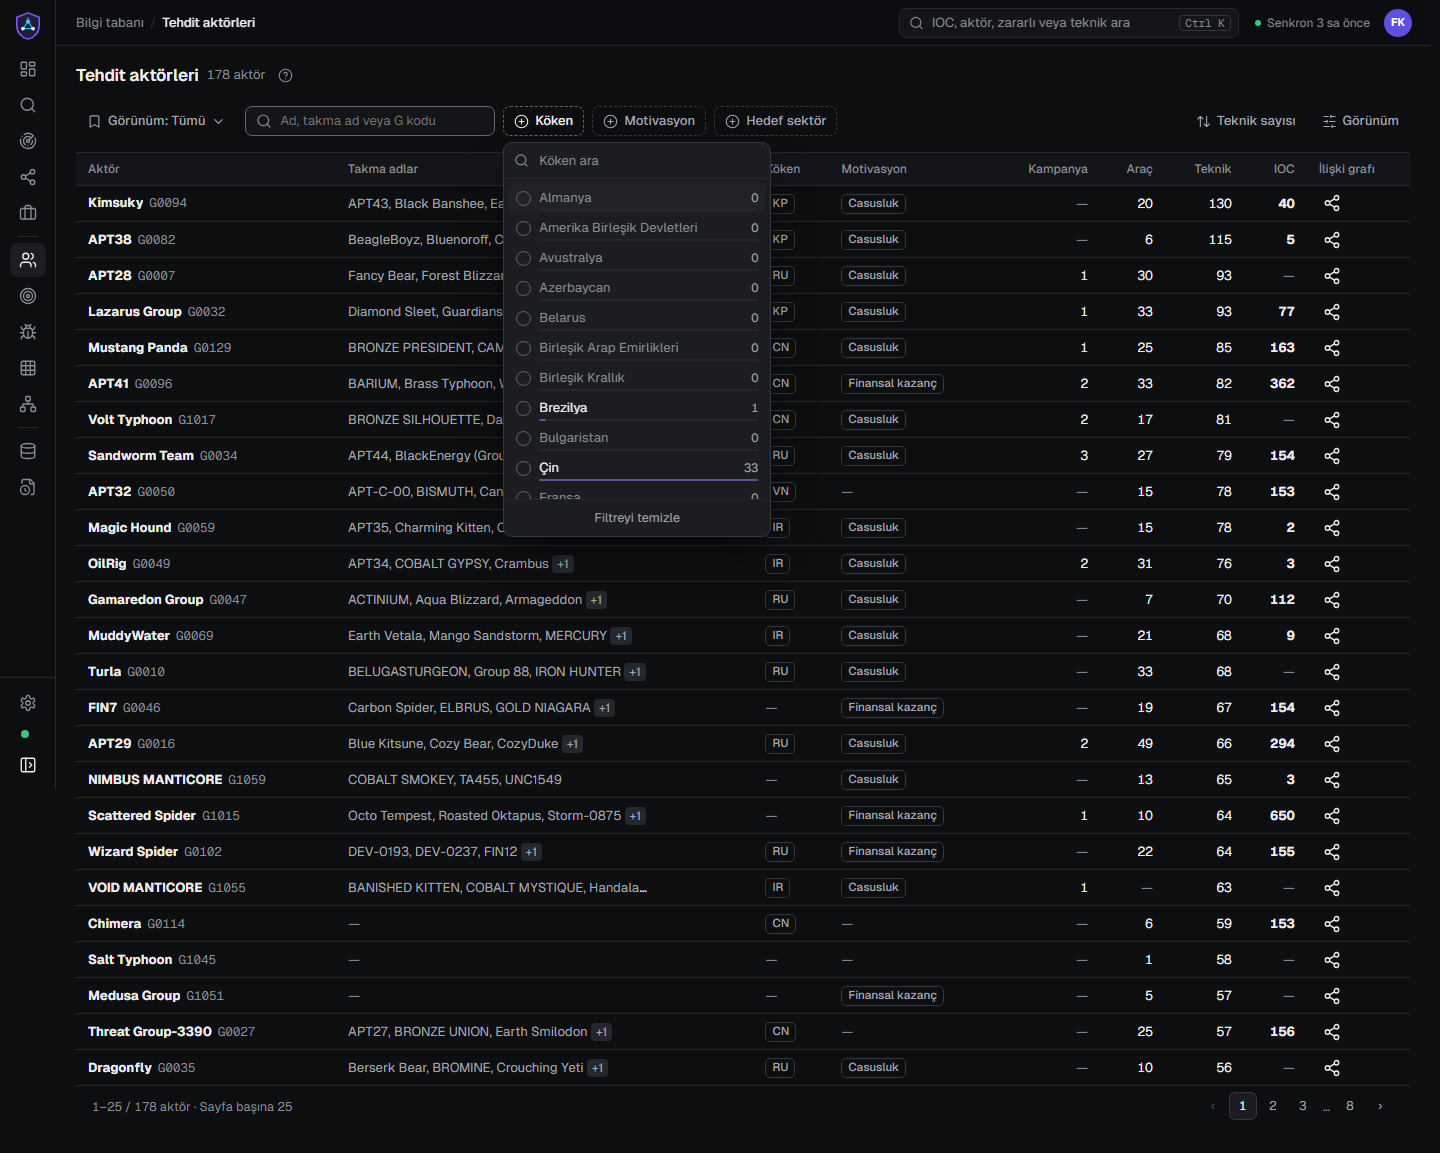 Bilgi tabanı / Tehdit aktörleri
IOC, aktör, zararlı veya teknik ara Ctrl K
Senkron 3 sa önce
FK
Tehdit aktörleri 178 aktör
Görünüm: Tümü
Ad, takma ad veya G kodu
Köken
Motivasyon
Hedef sektör
Teknik sayısı
Görünüm
Köken ara
Almanya 0
Amerika Birleşik Devletleri 0
Avustralya 0
Azerbaycan 0
Belarus 0
Birleşik Arap Emirlikleri 0
Birleşik Krallık 0
Brezilya 1
Bulgaristan 0
Çin 33
Fransa 0
Filtreyi temizle
Aktör Takma adlar Köken Motivasyon Kampanya Araç Teknik IOC İlişki grafı
Kimsuky G0094 APT43, Black Banshee, Ea KP Casusluk — 20 130 40
APT38 G0082 BeagleBoyz, Bluenoroff, C KP Casusluk — 6 115 5
APT28 G0007 Fancy Bear, Forest Blizzar RU Casusluk 1 30 93 —
Lazarus Group G0032 Diamond Sleet, Guardians KP Casusluk 1 33 93 77
Mustang Panda G0129 BRONZE PRESIDENT, CAM CN Casusluk 1 25 85 163
APT41 G0096 BARIUM, Brass Typhoon, CN Finansal kazanç 2 33 82 362
Volt Typhoon G1017 BRONZE SILHOUETTE, Da CN Casusluk 2 17 81 —
Sandworm Team G0034 APT44, BlackEnergy (Grou RU Casusluk 3 27 79 154
APT32 G0050 APT-C-00, BISMUTH, Can VN — — 15 78 153
Magic Hound G0059 APT35, Charming Kitten, C IR Casusluk — 15 78 2
OilRig G0049 APT34, COBALT GYPSY, Crambus +1 IR Casusluk 2 31 76 3
Gamaredon Group G0047 ACTINIUM, Aqua Blizzard, Armageddon +1 RU Casusluk — 7 70 112
MuddyWater G0069 Earth Vetala, Mango Sandstorm, MERCURY +1 IR Casusluk — 21 68 9
Turla G0010 BELUGASTURGEON, Group 88, IRON HUNTER +1 RU Casusluk — 33 68 —
FIN7 G0046 Carbon Spider, ELBRUS, GOLD NIAGARA +1 — Finansal kazanç — 19 67 154
APT29 G0016 Blue Kitsune, Cozy Bear, CozyDuke +1 RU Casusluk 2 49 66 294
NIMBUS MANTICORE G1059 COBALT SMOKEY, TA455, UNC1549 — Casusluk — 13 65 3
Scattered Spider G1015 Octo Tempest, Roasted 0ktapus, Storm-0875 +1 — Finansal kazanç 1 10 64 650
Wizard Spider G0102 DEV-0193, DEV-0237, FIN12 +1 RU Finansal kazanç — 22 64 155
VOID MANTICORE G1055 BANISHED KITTEN, COBALT MYSTIQUE, Handala… IR Casusluk 1 — 63 —
Chimera G0114 — CN — — 6 59 153
Salt Typhoon G1045 — — — — 1 58 —
Medusa Group G1051 — — Finansal kazanç — 5 57 —
Threat Group-3390 G0027 APT27, BRONZE UNION, Earth Smilodon +1 CN — — 25 57 156
Dragonfly G0035 Berserk Bear, BROMINE, Crouching Yeti +1 RU Casusluk — 10 56 —
1–25 / 178 aktör · Sayfa başına 25
‹ 1 2 3 … 8 ›